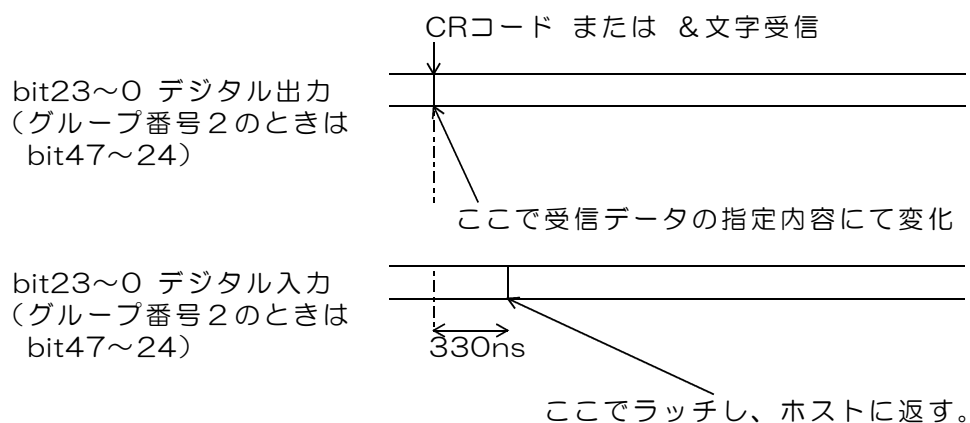 CRコード または &文字受信
bit23～0 デジタル出力
（グループ番号2のときは
bit47～24）
ここで受信データの指定内容にて変化
bit23～0 デジタル入力
（グループ番号2のときは
bit47～24）
330ns
ここでラッチし、ホストに返す。